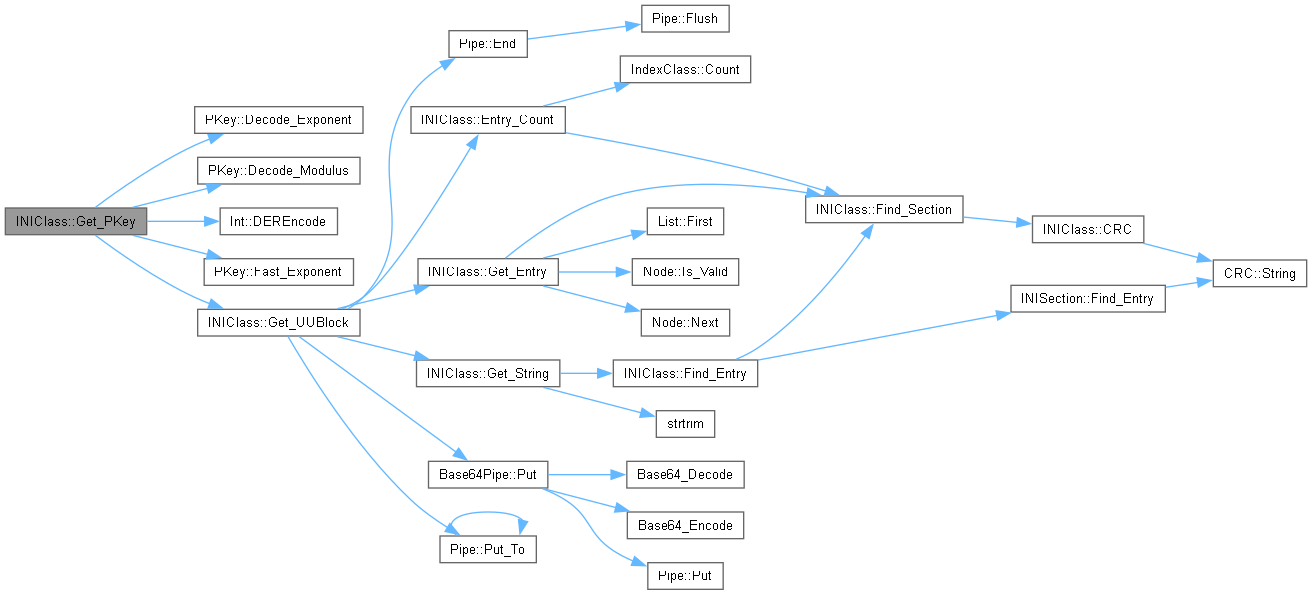 INIClass::Get_PKey
PKey::Decode_Exponent
PKey::Decode_Modulus
Int::DEREncode
PKey::Fast_Exponent
INIClass::Get_UUBlock
Pipe::End
Pipe::Flush
INIClass::Entry_Count
IndexClass::Count
INIClass::Get_Entry
List::First
Node::Is_Valid
Node::Next
INIClass::Get_String
INIClass::Find_Entry
strtrim
Base64Pipe::Put
Base64_Decode
Base64_Encode
Pipe::Put
Pipe::Put_To
INIClass::Find_Section
INIClass::CRC
INISection::Find_Entry
CRC::String